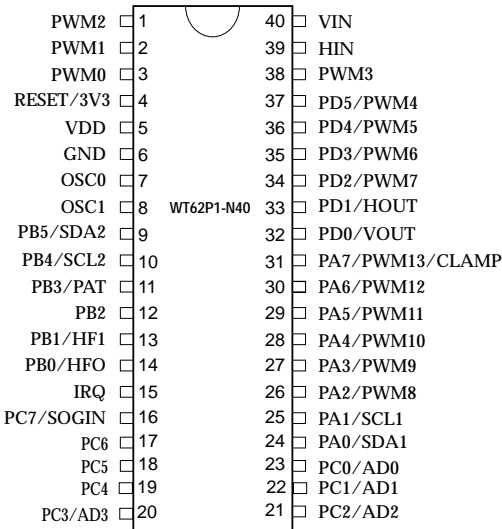 PWM2 1 40 VIN
PWM1 2 39 HIN
PWM0 3 38 PWM3
RESET/3V3 4 37 PD5/PWM4
VDD 5 36 PD4/PWM5
GND 6 35 PD3/PWM6
OSC0 7 34 PD2/PWM7
OSC1 8 WT62P1-N40 33 PD1/HOUT
PB5/SDA2 9 32 PD0/VOUT
PB4/SCL2 10 31 PA7/PWM13/CLAMP
PB3/PAT 11 30 PA6/PWM12
PB2 12 29 PA5/PWM11
PB1/HF1 13 28 PA4/PWM10
PB0/HFO 14 27 PA3/PWM9
IRQ 15 26 PA2/PWM8
PC7/SOGIN 16 25 PA1/SCL1
PC6 17 24 PA0/SDA1
PC5 18 23 PC0/AD0
PC4 19 22 PC1/AD1
PC3/AD3 20 21 PC2/AD2